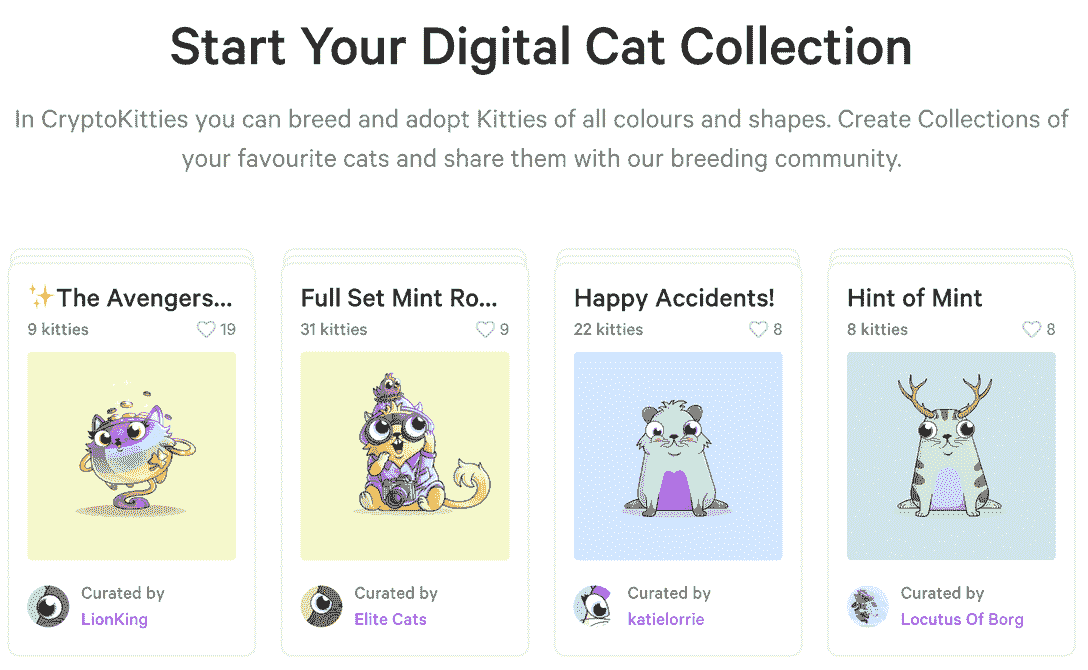 Start Your Digital Cat Collection
In CryptoKitties you can breed and adopt Kitties of all colours and shapes. Create Collections of
your favourite cats and share them with our breeding community.
✨The Avengers...
9 kitties
19
Full Set Mint Ro...
31 kitties
9
Happy Accidents!
22 kitties
8
Hint of Mint
8 kitties
8
Curated by
LionKing
Curated by
Elite Cats
Curated by
katielorrie
Curated by
Locutus Of Borg